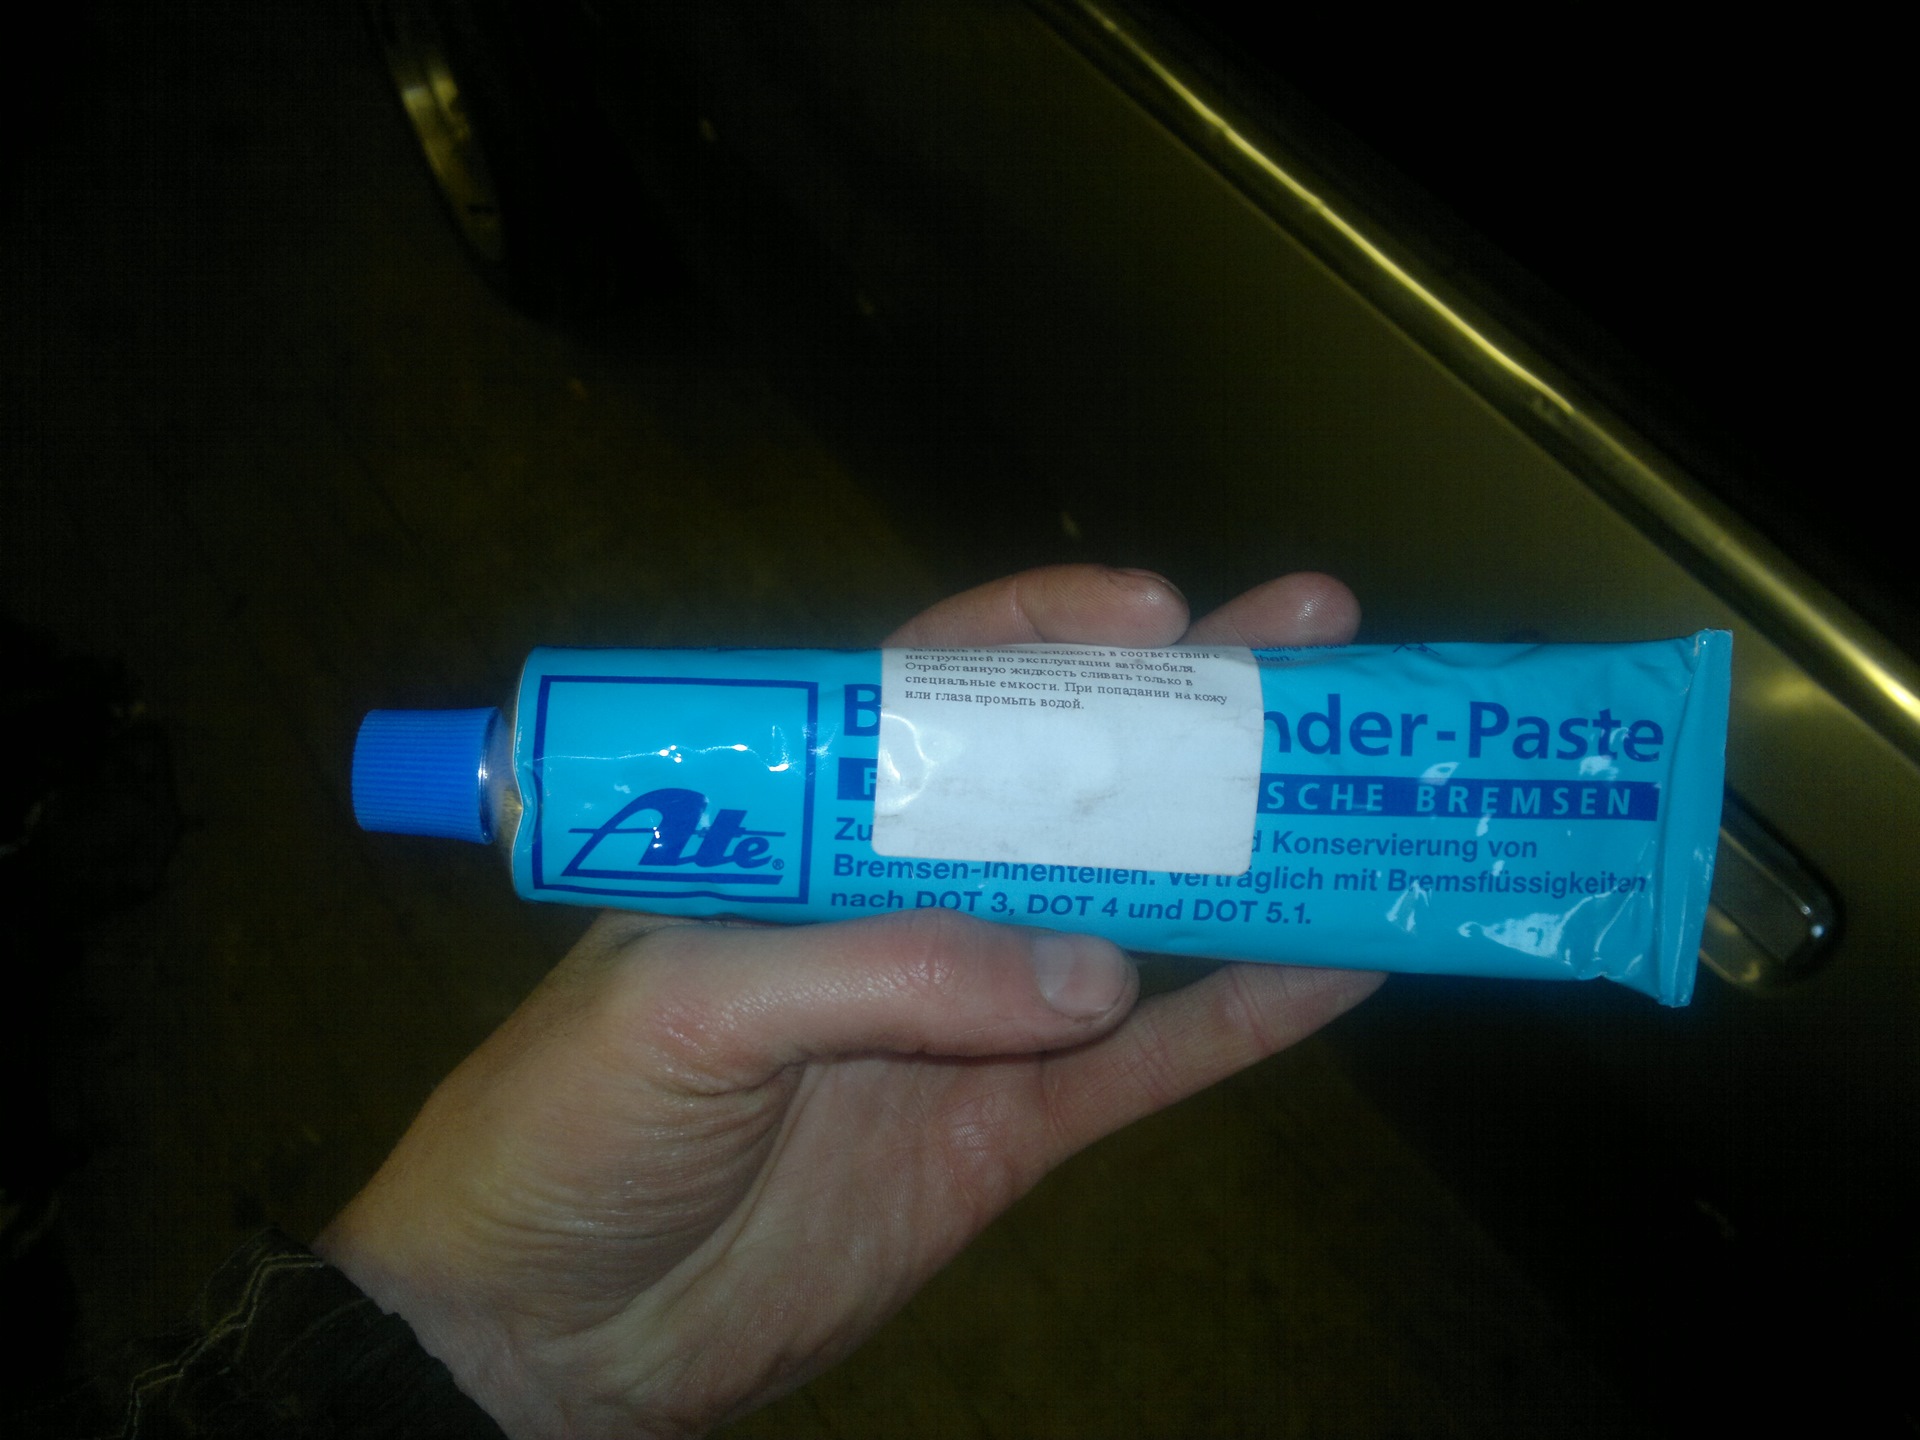 жидкость в соответствии с
инструкцией по эксплуатации автомобиля.
Отработанную жидкость сливать только в
специальные емкости. При попадании на кожу
или глаза промыть водой.
Ate®
B nder-Paste
F SCHE BREMSEN
Zu d Konservierung von
Bremsen-Innenteilen. Verträglich mit Bremsflüssigkeiten
nach DOT 3, DOT 4 und DOT 5.1.